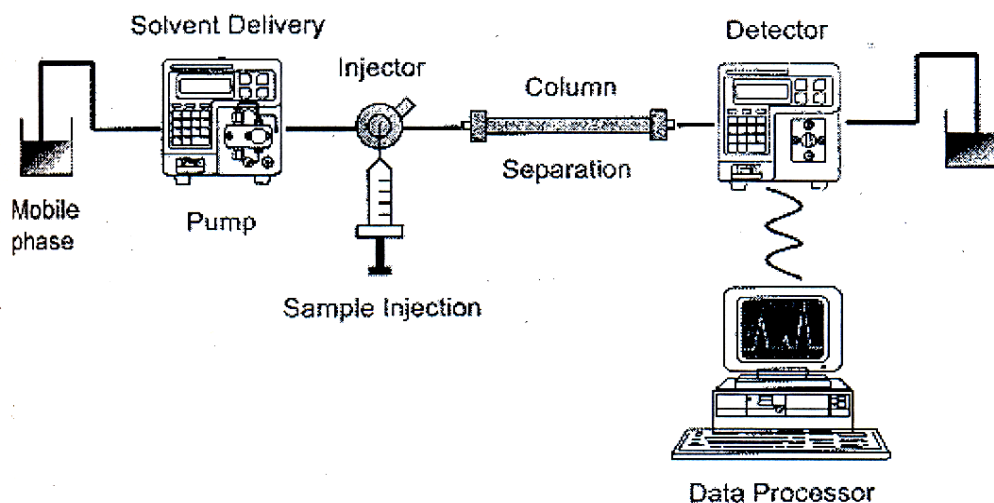 Solvent Delivery
Detector
Injector
Column
Separation
Mobile
phase
Pump
Sample Injection
Data Processor